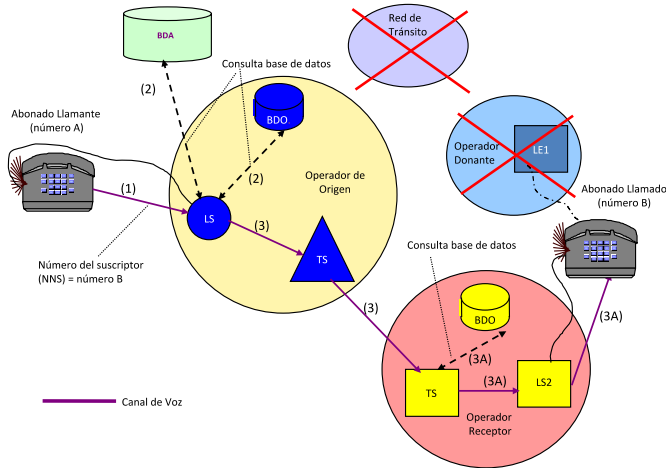 Red de
Tránsito
BDA
Consulta base de datos
(2)
Abonado Llamante
(número A)
BDO.
Operador
Donante
LE1
Operador de
Origen
(2)
Abonado Llamado
(número B)
(1)
LS
(3)
Consulta base de datos
TS
Número del suscriptor
(NNS) = número B
(3)
BDO
(3A)
(3A)
(3A)
TS
LS2
Canal de Voz
Operador
Receptor